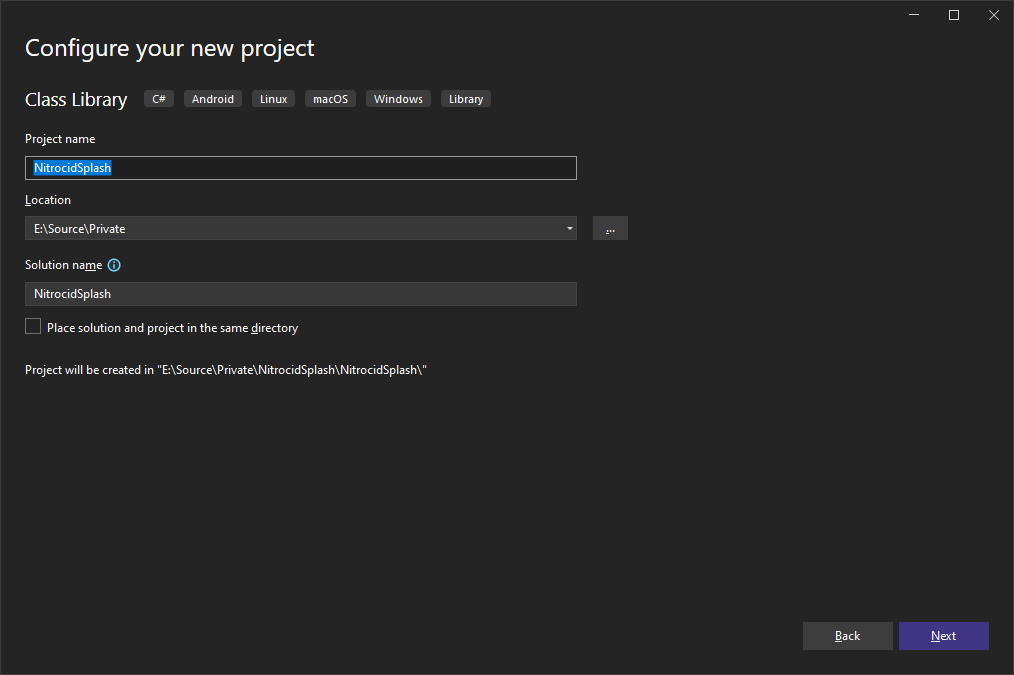 Configure your new project
Class Library C# Android Linux macOS Windows Library
Project name
NitrocidSplash
Location
E:\Source\Private ...
Solution name
NitrocidSplash
Place solution and project in the same directory
Project will be created in "E:\Source\Private\NitrocidSplash\NitrocidSplash\"
Back Next